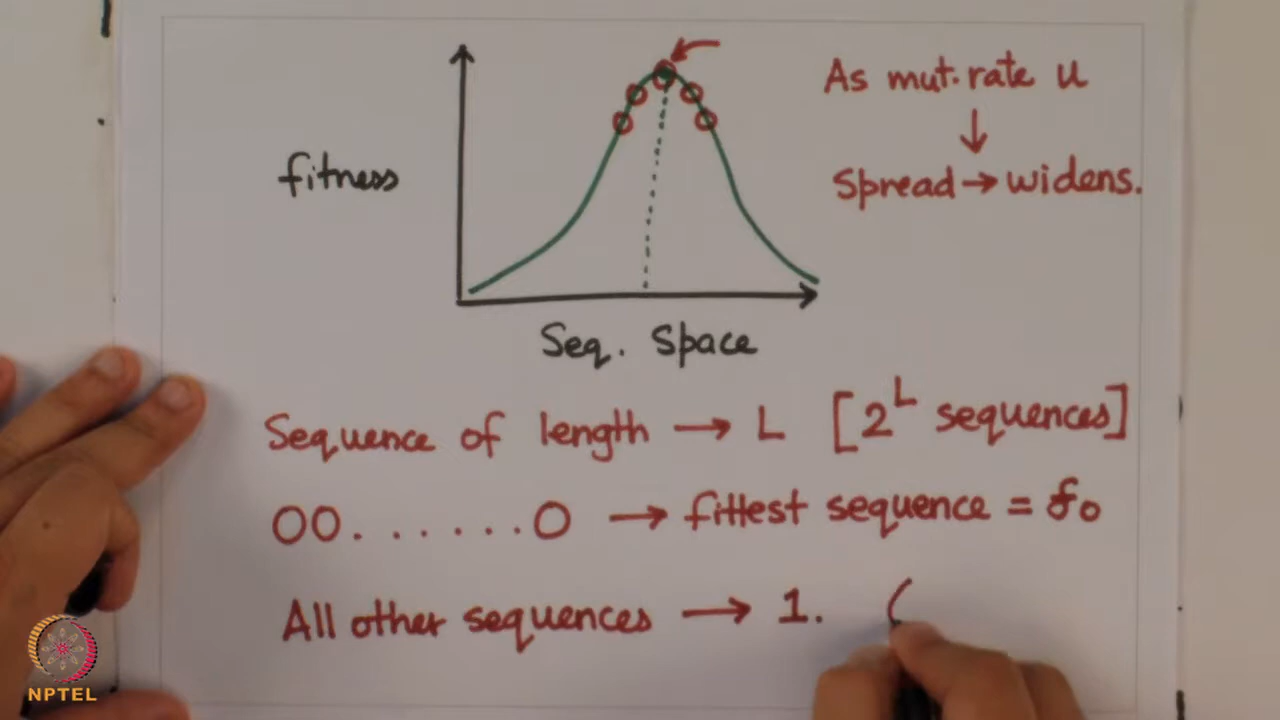 As mut. rate u
↓
fitness
Spread → widens.
Seq. Space
Sequence of length → L [2^L sequences]
00.......0 → fittest sequence = f₀
All other sequences → 1. (
NPTEL